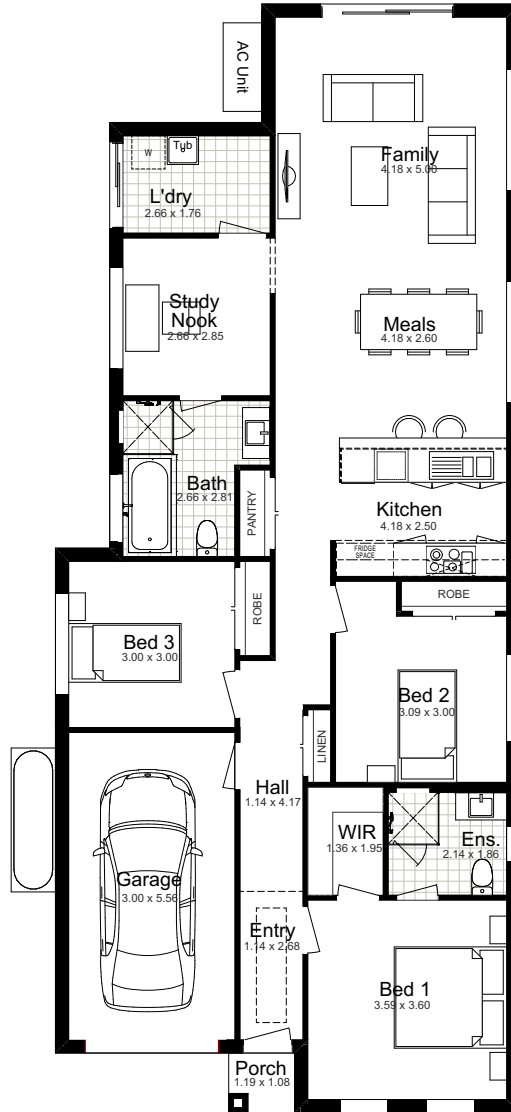 AC Unit
Family
4.18 x 5.00
W
Tub
L'dry
2.66 x 1.76
Study
Nook
2.66 x 2.85
Meals
4.18 x 2.60
Bath
2.66 x 2.81
PANTRY
Kitchen
4.18 x 2.50
FRIDGE
SPACE
ROBE
ROBE
Bed 3
3.00 x 3.00
Bed 2
3.09 x 3.00
LINEN
Hall
1.14 x 4.17
WIR
1.36 x 1.95
Ens.
2.14 x 1.86
Garage
3.00 x 5.56
Entry
1.14 x 2.68
Bed 1
3.59 x 3.60
Porch
1.19 x 1.08